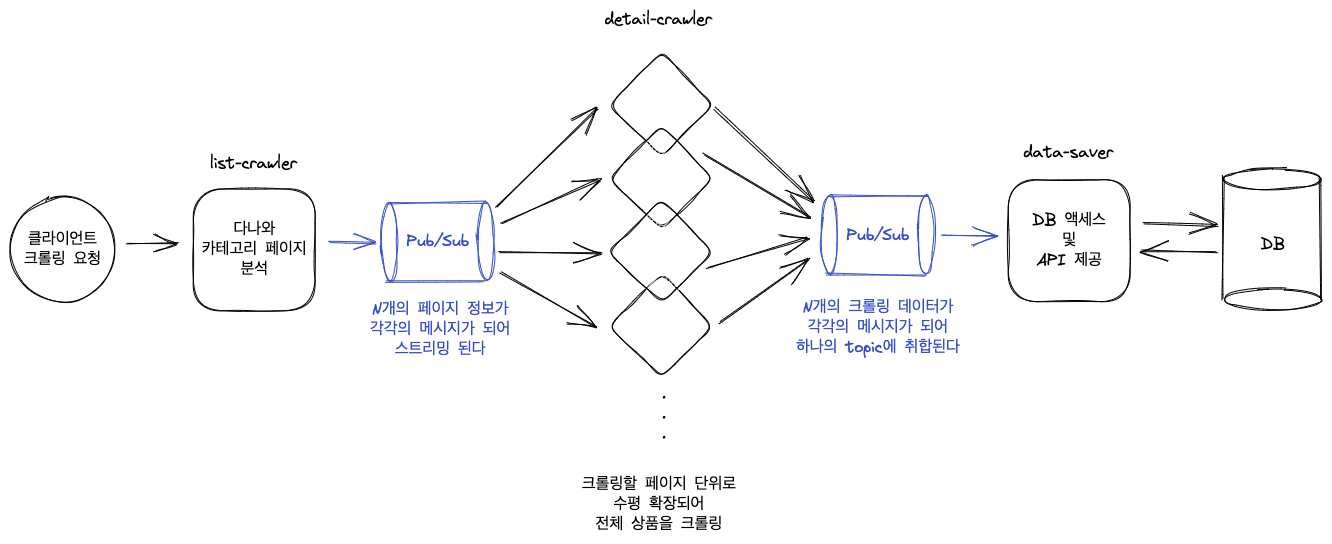 detail-crawler
list-crawler
data-saver
클라이언트
크롤링 요청
다나와
카테고리 페이지
분석
Pub/Sub
N개의 페이지 정보가
각각의 메시지가 되어
스트리밍 된다
Pub/Sub
N개의 크롤링 데이터가
각각의 메시지가 되어
하나의 topic에 취합된다
DB 액세스
및
API 제공
DB
크롤링할 페이지 단위로
수평 확장되어
전체 상품을 크롤링